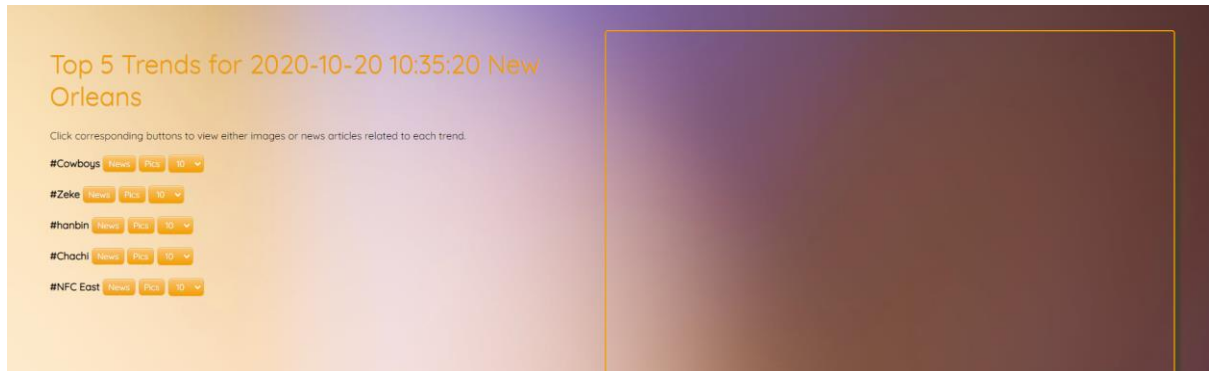 Top 5 Trends for 2020-10-20 10:35:20 New
Orleans
Click corresponding buttons to view either images or news articles related to each trend.
#Cowboys News Pics 10
#Zeke News Pics 10
#hanbin News Pics 10
#Chachi News Pics 10
#NFC East News Pics 10